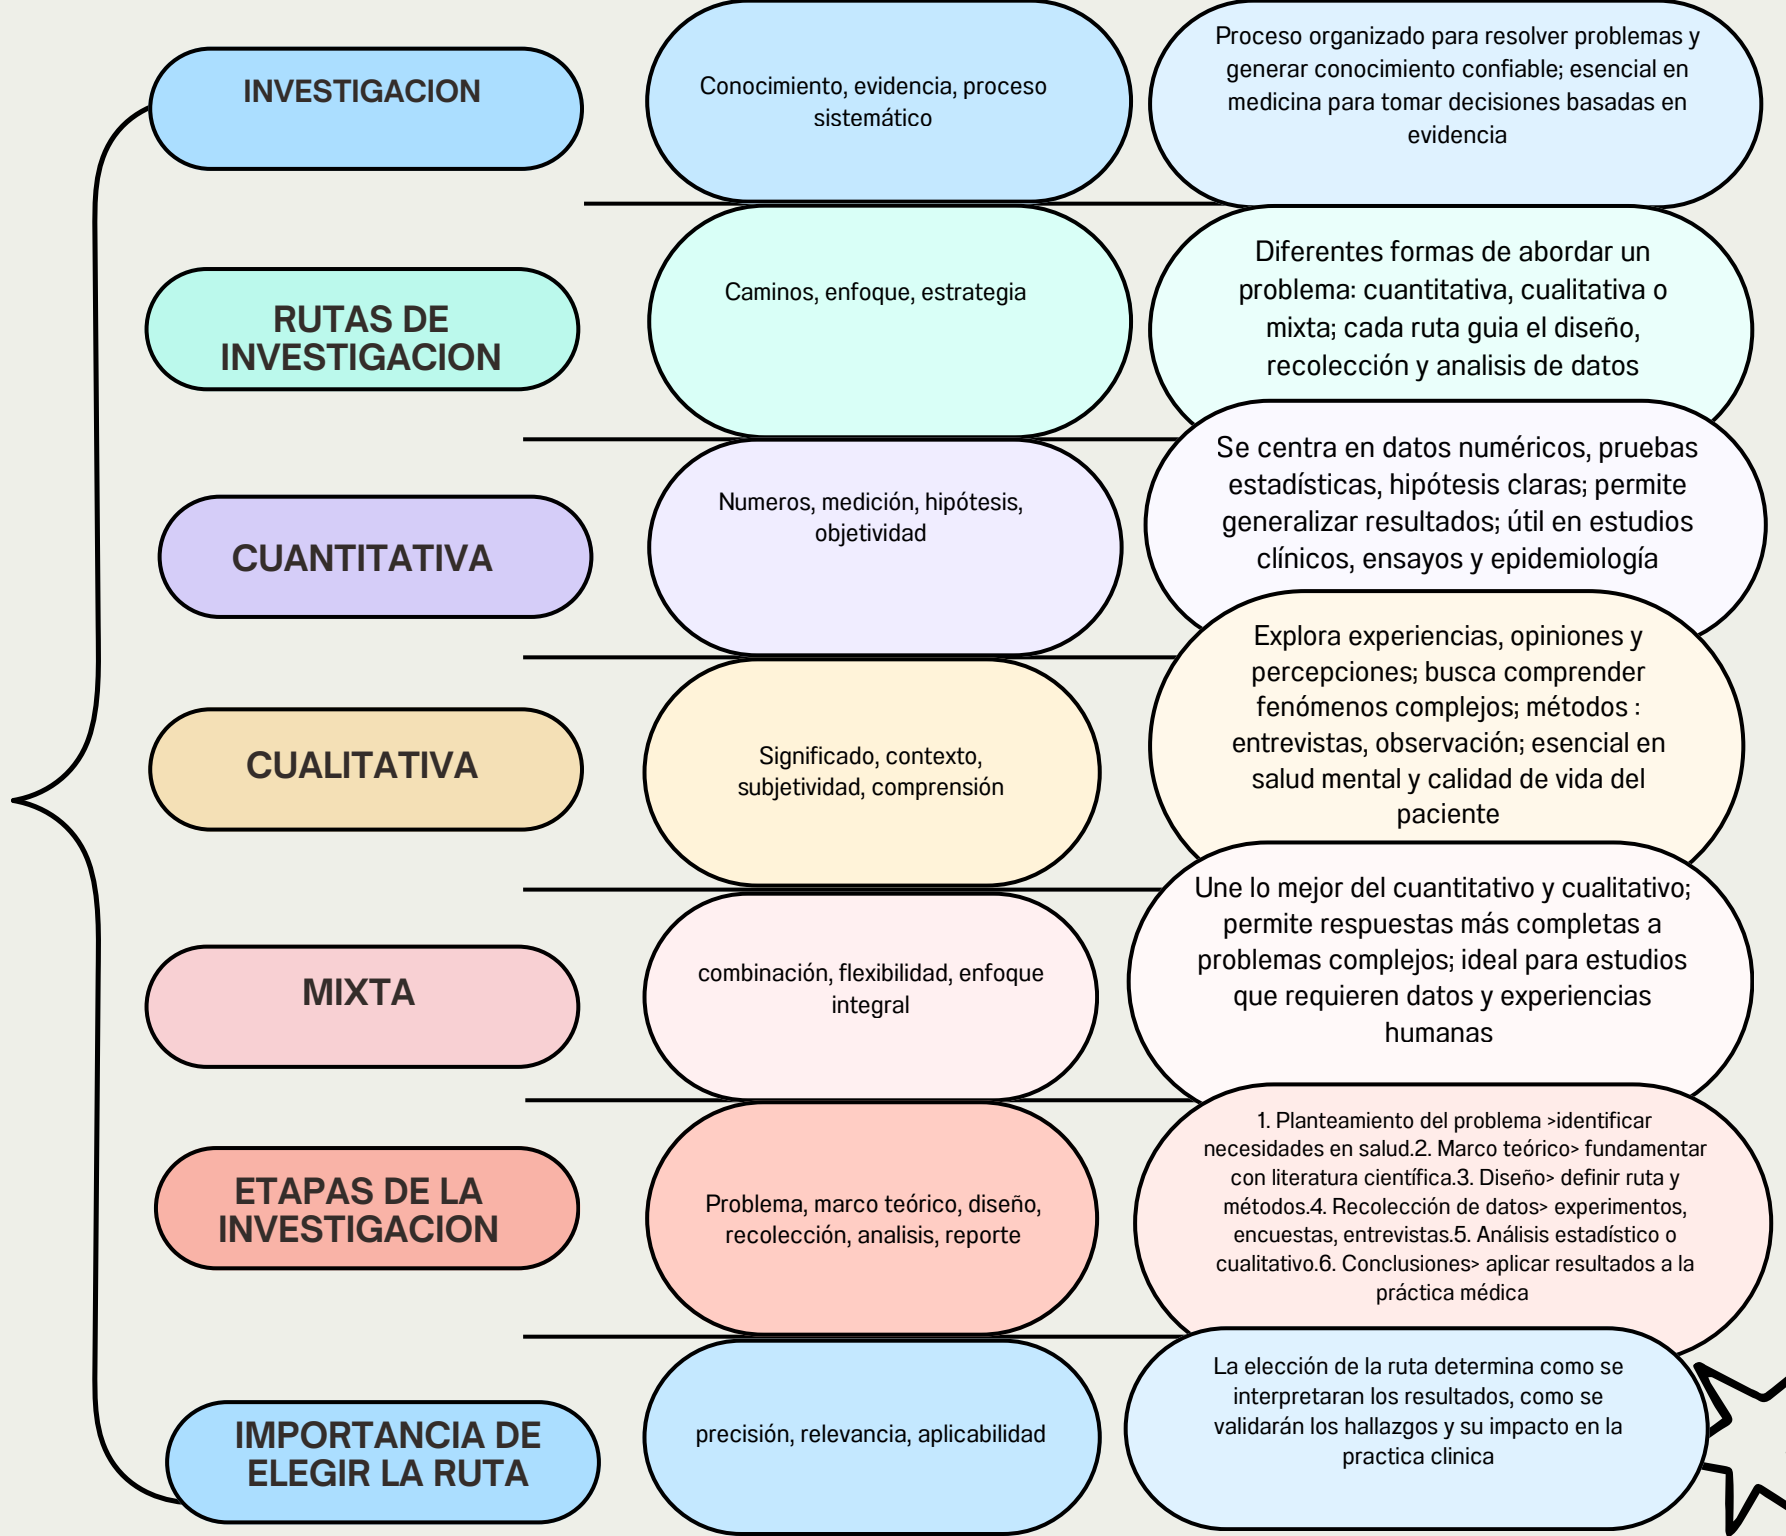 INVESTIGACION
Conocimiento, evidencia, proceso
sistemático
Proceso organizado para resolver problemas y
generar conocimiento confiable; esencial en
medicina para tomar decisiones basadas en
evidencia
RUTAS DE
INVESTIGACION
Caminos, enfoque, estrategia
Diferentes formas de abordar un
problema: cuantitativa, cualitativa o
mixta; cada ruta guia el diseño,
recolección y analisis de datos
CUANTITATIVA
Numeros, medición, hipótesis,
objetividad
Se centra en datos numéricos, pruebas
estadísticas, hipótesis claras; permite
generalizar resultados; útil en estudios
clínicos, ensayos y epidemiología
CUALITATIVA
Significado, contexto,
subjetividad, comprensión
Explora experiencias, opiniones y
percepciones; busca comprender
fenómenos complejos; métodos :
entrevistas, observación; esencial en
salud mental y calidad de vida del
paciente
MIXTA
combinación, flexibilidad, enfoque
integral
Une lo mejor del cuantitativo y cualitativo;
permite respuestas más completas a
problemas complejos; ideal para estudios
que requieren datos y experiencias
humanas
ETAPAS DE LA
INVESTIGACION
Problema, marco teórico, diseño,
recolección, analisis, reporte
1. Planteamiento del problema >identificar
necesidades en salud.2. Marco teórico> fundamentar
con literatura científica.3. Diseño> definir ruta y
métodos.4. Recolección de datos> experimentos,
encuestas, entrevistas.5. Análisis estadístico o
cualitativo.6. Conclusiones> aplicar resultados a la
práctica médica
IMPORTANCIA DE
ELEGIR LA RUTA
precisión, relevancia, aplicabilidad
La elección de la ruta determina como se
interpretaran los resultados, como se
validarán los hallazgos y su impacto en la
practica clinica